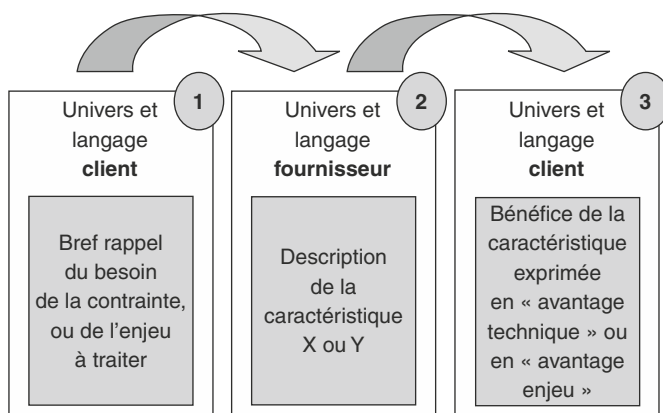 1
Univers et
langage
client
Bref rappel
du besoin
de la contrainte,
ou de l'enjeu
à traiter
2
Univers et
langage
fournisseur
Description
de la
caractéristique
X ou Y
3
Univers et
langage
client
Bénéfice de la
caractéristique
exprimée
en « avantage
technique » ou
en « avantage
enjeu »